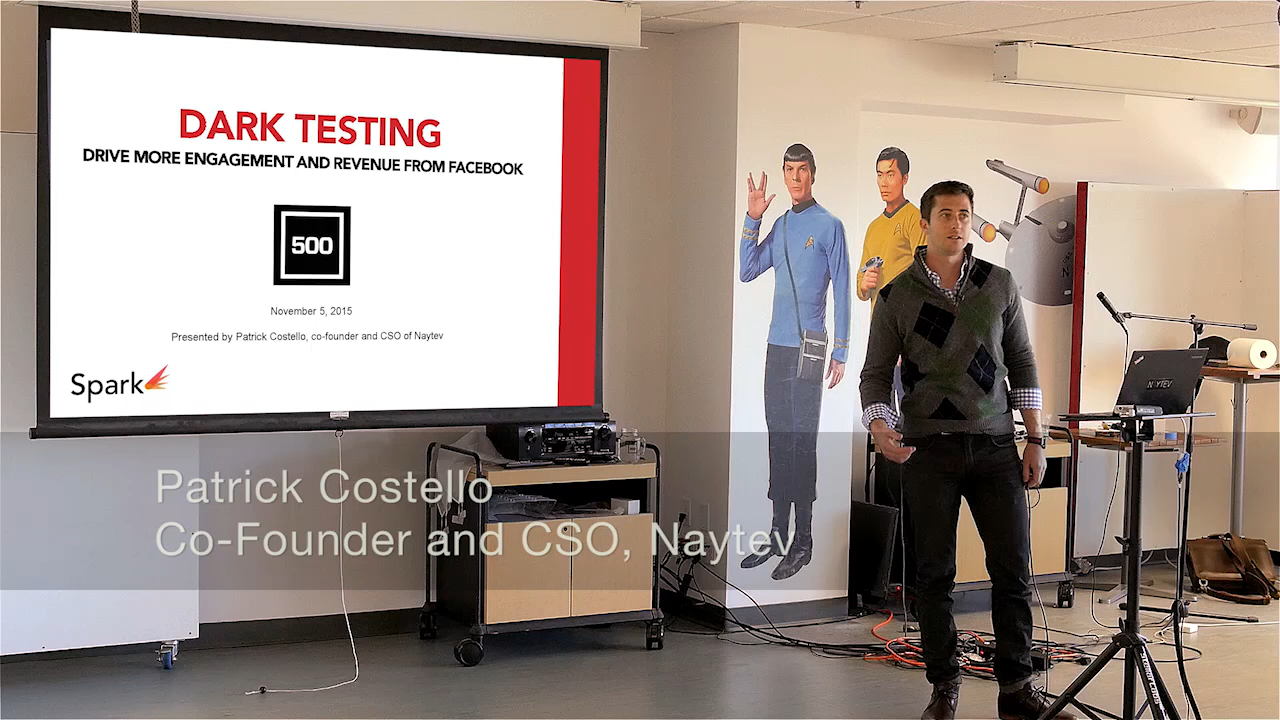 DARK TESTING
DRIVE MORE ENGAGEMENT AND REVENUE FROM FACEBOOK
500
November 5, 2015
Presented by Patrick Costello, co-founder and CSO of Naytev
Spark
NAYTEV
Patrick Costello
Co-Founder and CSO, Naytev